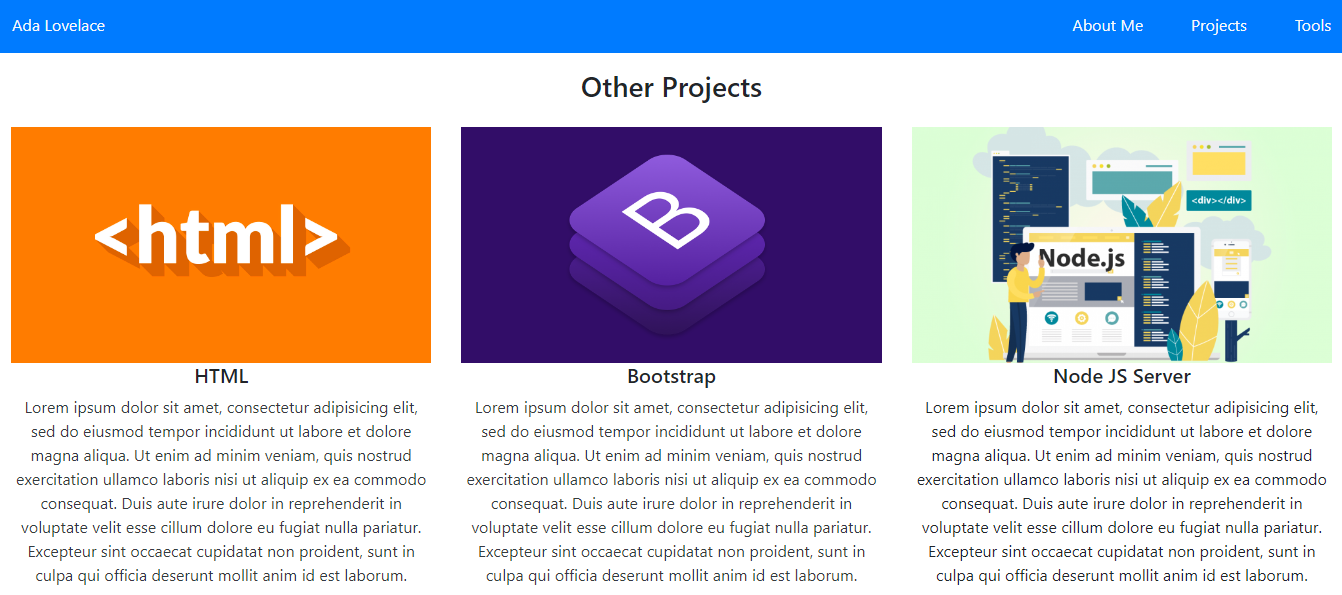 Ada Lovelace
About Me
Projects
Tools
Other Projects
<html>
B
<div></div>
Node.js
HTML
Lorem ipsum dolor sit amet, consectetur adipisicing elit,
sed do eiusmod tempor incididunt ut labore et dolore
magna aliqua. Ut enim ad minim veniam, quis nostrud
exercitation ullamco laboris nisi ut aliquip ex ea commodo
consequat. Duis aute irure dolor in reprehenderit in
voluptate velit esse cillum dolore eu fugiat nulla pariatur.
Excepteur sint occaecat cupidatat non proident, sunt in
culpa qui officia deserunt mollit anim id est laborum.
Bootstrap
Lorem ipsum dolor sit amet, consectetur adipisicing elit,
sed do eiusmod tempor incididunt ut labore et dolore
magna aliqua. Ut enim ad minim veniam, quis nostrud
exercitation ullamco laboris nisi ut aliquip ex ea commodo
consequat. Duis aute irure dolor in reprehenderit in
voluptate velit esse cillum dolore eu fugiat nulla pariatur.
Excepteur sint occaecat cupidatat non proident, sunt in
culpa qui officia deserunt mollit anim id est laborum.
Node JS Server
Lorem ipsum dolor sit amet, consectetur adipisicing elit,
sed do eiusmod tempor incididunt ut labore et dolore
magna aliqua. Ut enim ad minim veniam, quis nostrud
exercitation ullamco laboris nisi ut aliquip ex ea commodo
consequat. Duis aute irure dolor in reprehenderit in
voluptate velit esse cillum dolore eu fugiat nulla pariatur.
Excepteur sint occaecat cupidatat non proident, sunt in
culpa qui officia deserunt mollit anim id est laborum.